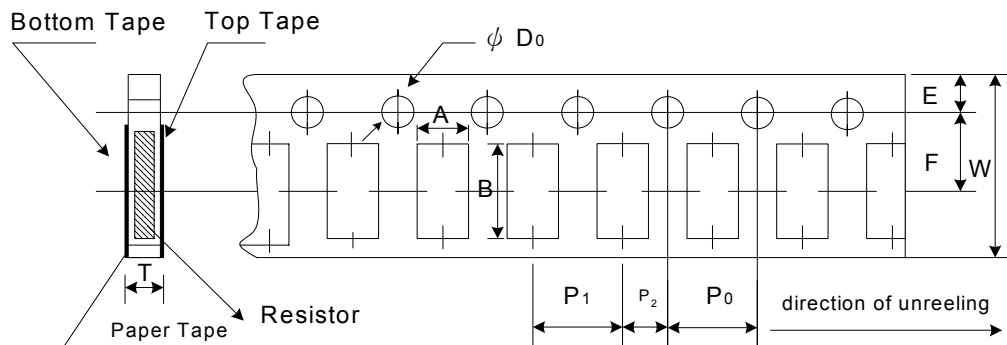 Bottom Tape
Top Tape
ϕ D0
E
A
F
W
B
T
P1
P2
P0
direction of unreeling
Resistor
Paper Tape